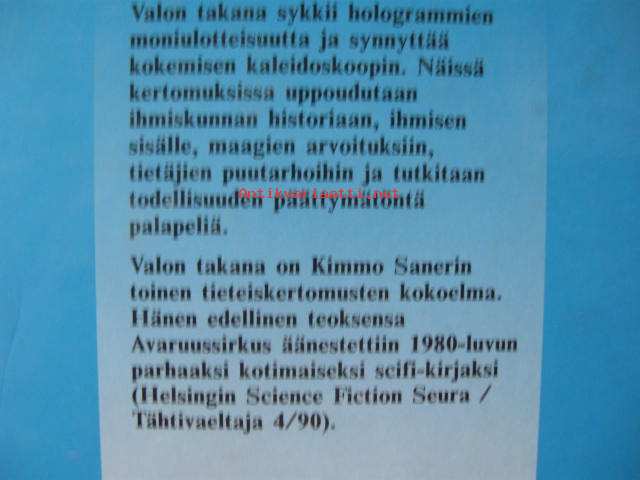 Valon takana sykkii hologrammien
moniulotteisuutta ja synnyttää
kokemisen kaleidoskoopin. Näissä
kertomuksissa uppoudutaan
ihmiskunnan historiaan, ihmisen
sisälle, maagien arvoituksiin,
tietäjien puutarhoihin ja tutkitaan
Antikvariaatti.net
todellisuuden päättymätöntä
palapeliä.
Valon takana on Kimmo Sanerin
toinen tieteiskertomusten kokoelma.
Hänen edellinen teoksensa
Avaruussirkus äänestettiin 1980-luvun
parhaaksi kotimaiseksi scifi-kirjaksi
(Helsingin Science Fiction Seura /
Tähtivaeltaja 4/90).